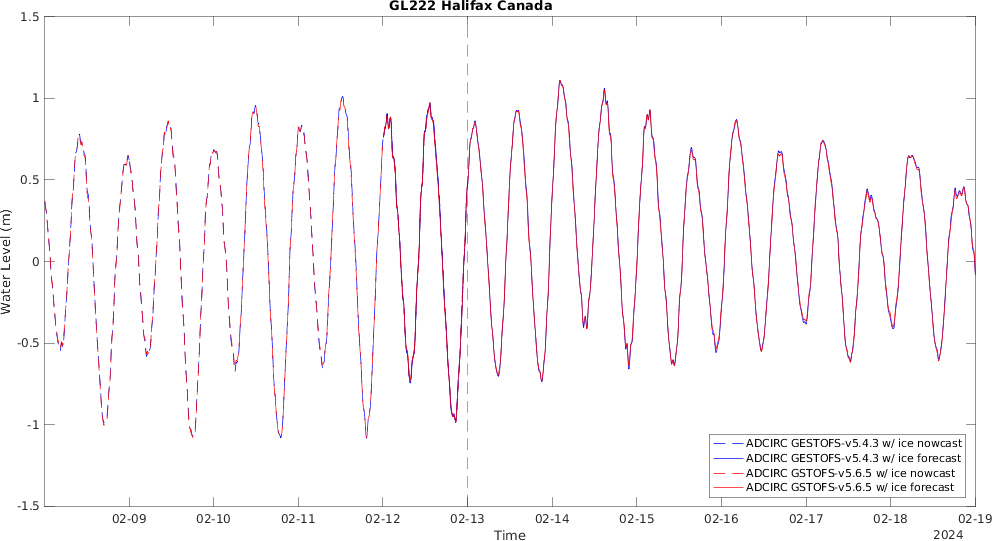 GL222 Halifax Canada
1.5
1
0.5
0
-0.5
-1
-1.5
Water Level (m)
ADCIRC GESTOFS-v5.4.3 w/ ice nowcast
ADCIRC GESTOFS-v5.4.3 w/ ice forecast
ADCIRC GSTOFS-v5.6.5 w/ ice nowcast
ADCIRC GSTOFS-v5.6.5 w/ ice forecast
02-09 02-10 02-11 02-12 02-13 02-14 02-15 02-16 02-17 02-18 02-19
Time
2024